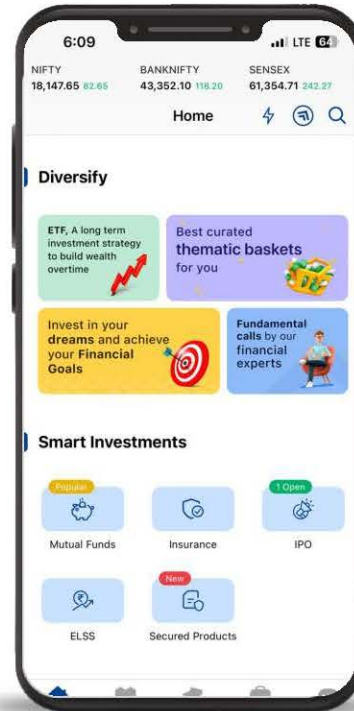 6:09 LTE 64
NIFTY BANKNIFTY SENSEX
18,147.65 82.65 43,352.10 118.20 61,354.71 242.27
Home
Diversify
ETF, A long term
investment strategy
to build wealth
overtime
Best curated
thematic baskets
for you
Invest in your
dreams and achieve
your Financial
Goals
Fundamental
calls by our
financial
experts
Smart Investments
Popular 1 Open
Mutual Funds Insurance IPO
New
ELSS Secured Products